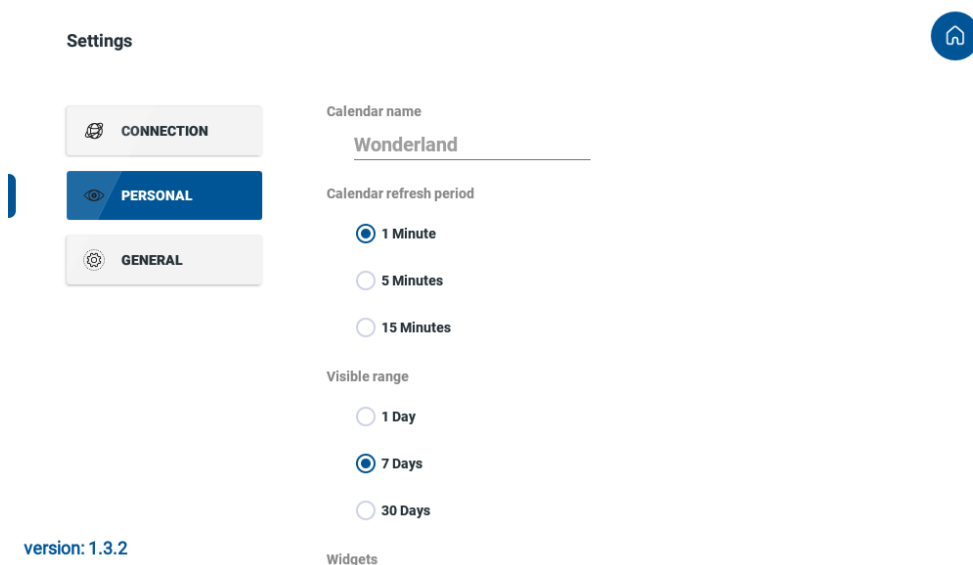 Settings
CONNECTION
PERSONAL
GENERAL
version: 1.3.2
Calendar name
Wonderland
Calendar refresh period
1 Minute
5 Minutes
15 Minutes
Visible range
1 Day
7 Days
30 Days
Widgets